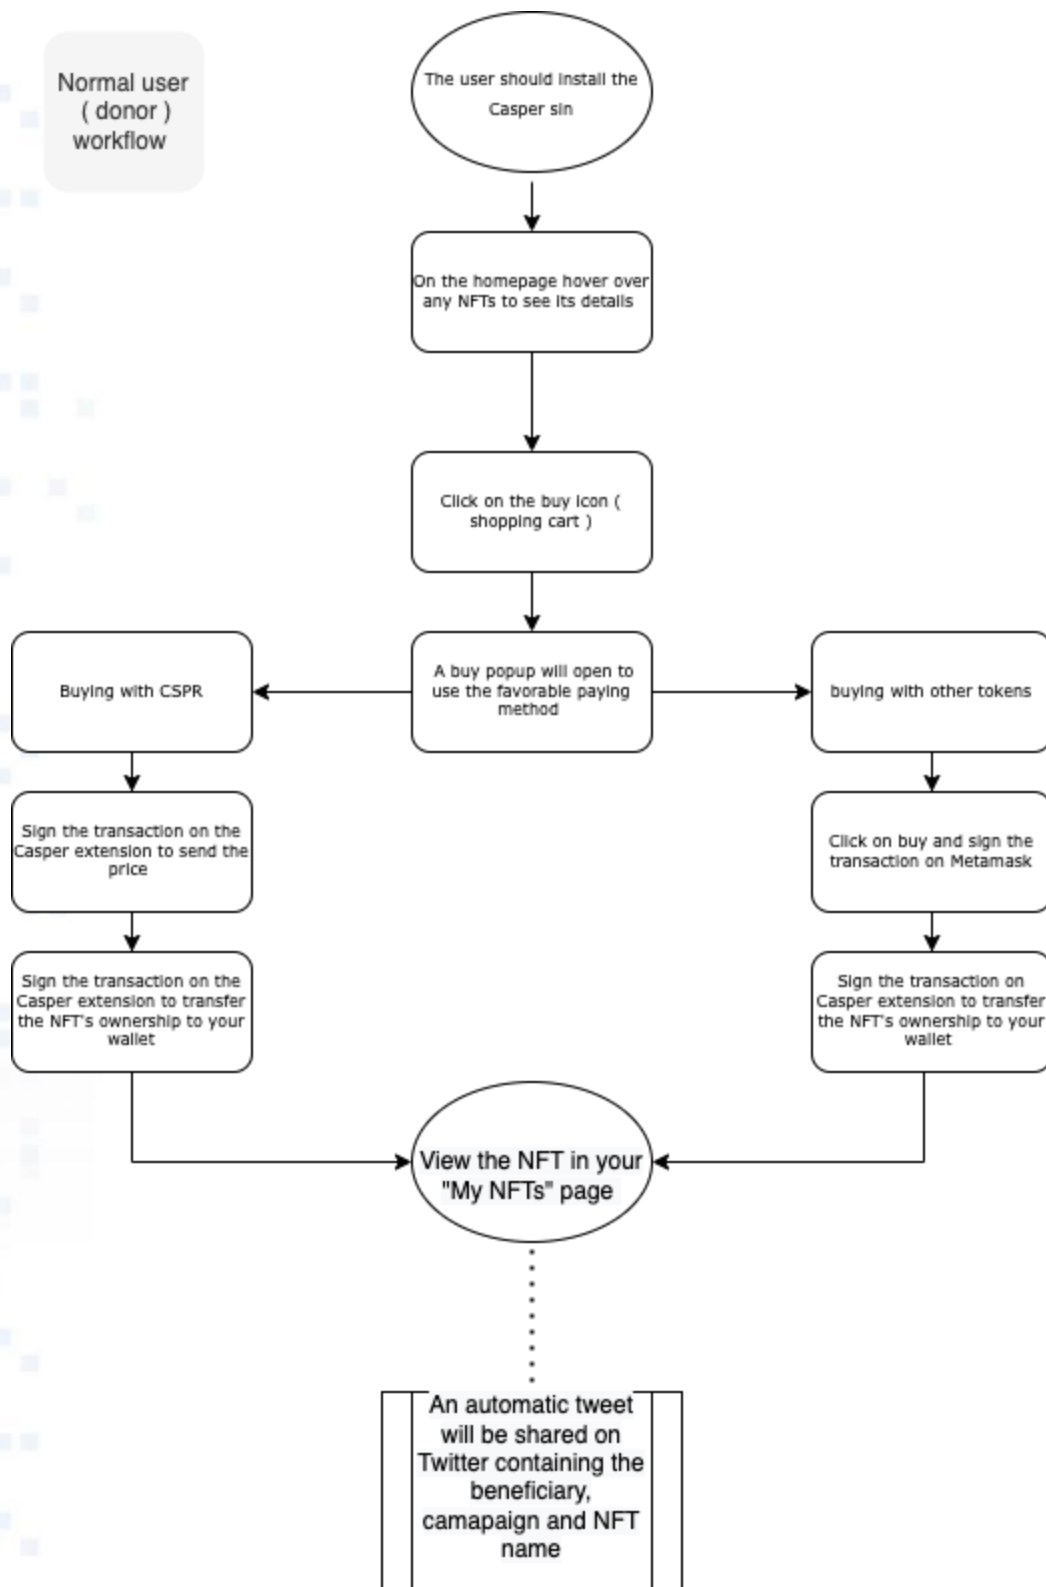 Normal user
( donor )
workflow
The user should install the
Casper sin
On the homepage hover over
any NFTs to see its details
Click on the buy icon (
shopping cart )
A buy popup will open to
use the favorable paying
method
Buying with CSPR
buying with other tokens
Sign the transaction on the
Casper extension to send the
price
Click on buy and sign the
transaction on Metamask
Sign the transaction on the
Casper extension to transfer
the NFT's ownership to your
wallet
Sign the transaction on
Casper extension to transfer
the NFT's ownership to your
wallet
View the NFT in your
"My NFTs" page
An automatic tweet
will be shared on
Twitter containing the
beneficiary,
camapaign and NFT
name